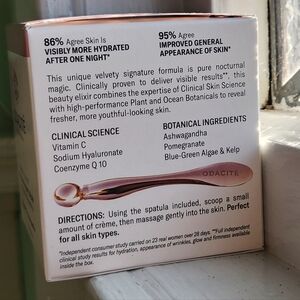 86% Agree Skin Is
VISIBLY MORE HYDRATED
AFTER ONE NIGHT*
95% Agree
IMPROVED GENERAL
APPEARANCE OF SKIN*
This unique velvety signature formula is pure nocturnal
magic. Clinically proven to deliver visible results**, this
beauty elixir combines the expertise of Clinical Skin Science
with high-performance Plant and Ocean Botanicals to reveal
fresher, more youthful-looking skin.
CLINICAL SCIENCE
Vitamin C
Sodium Hyaluronate
Coenzyme Q 10
BOTANICAL INGREDIENTS
Ashwagandha
Pomegranate
Blue-Green Algae & Kelp
ODACITÉ
DIRECTIONS: Using the spatula included, scoop a small
amount of crème, then massage gently into the skin. Perfect
for all skin types.
*Independent consumer study carried on 23 real women over 28 days. **Full independent
clinical study results for hydration, appearance of wrinkles, glow and firmness available
inside the box.